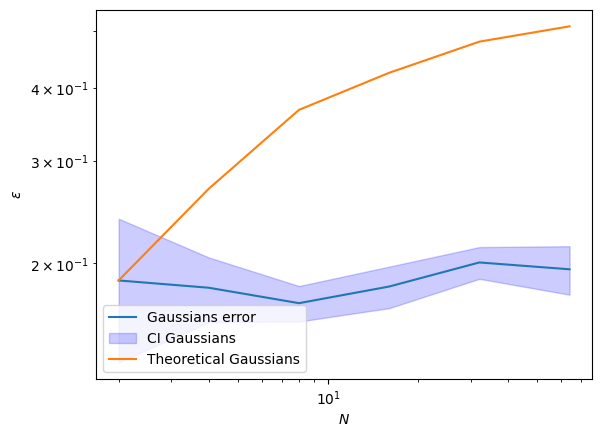 4 × 10⁻¹
3 × 10⁻¹
ε
2 × 10⁻¹
Gaussians error
CI Gaussians
Theoretical Gaussians
10¹
N